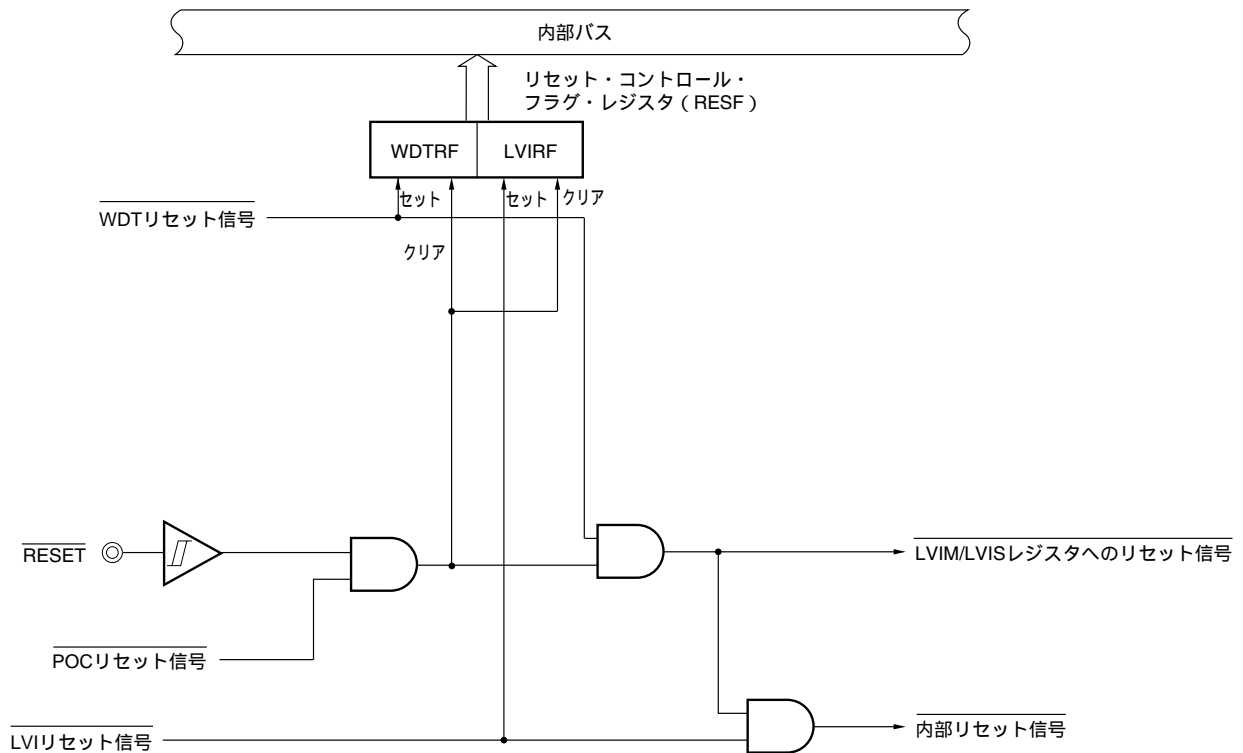 内部バス
リセット・コントロール・
フラグ・レジスタ（RESF）
WDTRF
LVIRF
セット
セット
クリア
WDTリセット信号
クリア
RESET
LVIM/LVISレジスタへのリセット信号
POCリセット信号
内部リセット信号
LVIリセット信号